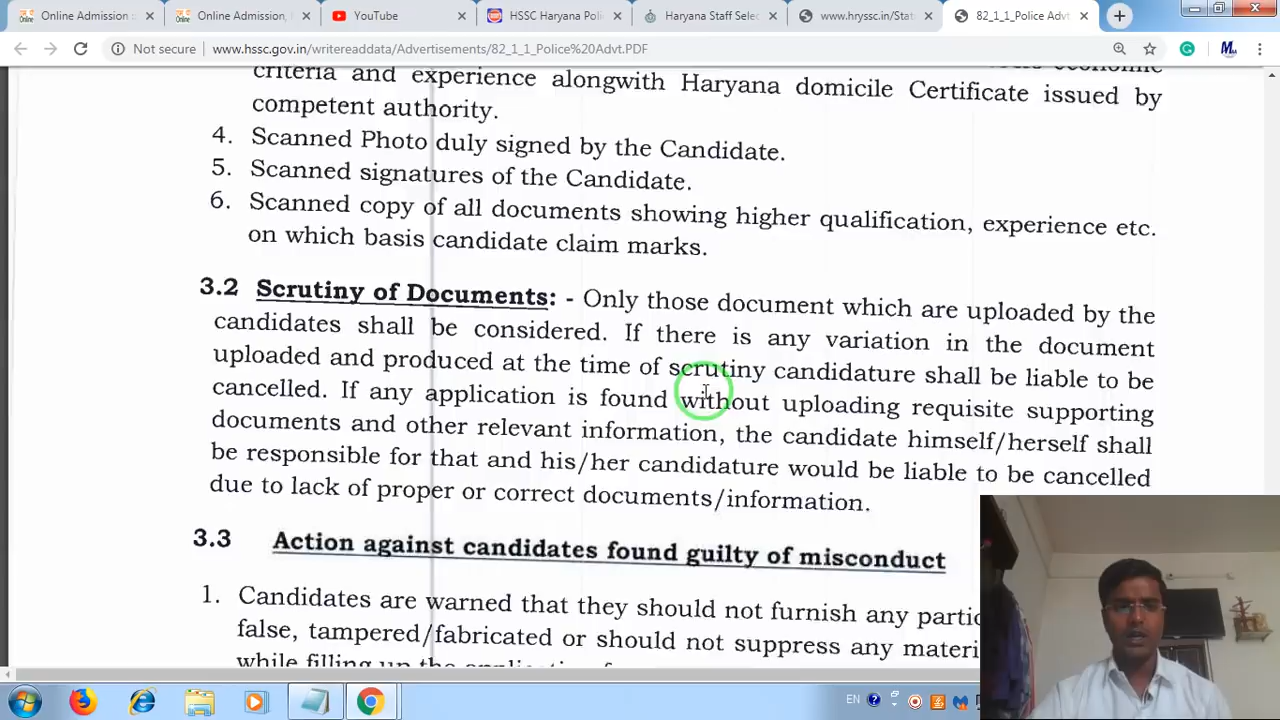 Online Admission
Online Admission,
YouTube
HSSC Haryana Poli
Haryana Staff Selec
www.hryssc.in/Stat
82_1_1_Police Advt
Not secure
www.hssc.gov.in/writereaddata/Advertisements/82_1_1_Police%20Advt.PDF
criteria and experience alongwith Haryana domicile Certificate issued by
competent authority.
4. Scanned Photo duly signed by the Candidate.
5. Scanned signatures of the Candidate.
6. Scanned copy of all documents showing higher qualification, experience etc.
on which basis candidate claim marks.
3.2 Scrutiny of Documents: - Only those document which are uploaded by the
candidates shall be considered. If there is any variation in the document
uploaded and produced at the time of scrutiny candidature shall be liable to be
cancelled. If any application is found without uploading requisite supporting
documents and other relevant information, the candidate himself/herself shall
be responsible for that and his/her candidature would be liable to be cancelled
due to lack of proper or correct documents/information.
3.3 Action against candidates found guilty of misconduct
1. Candidates are warned that they should not furnish any partic
false, tampered/fabricated or should not suppress any materi
while filling up the application
EN